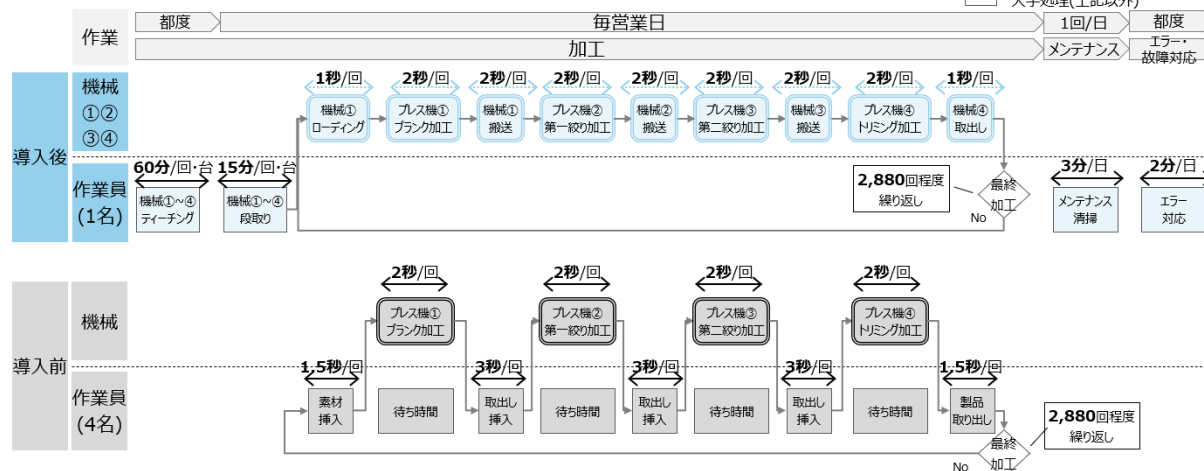 人手処理(上記以外)
作業
都度
毎営業日
1回/日
都度
加工
メンテナンス
エラー・
故障対応
導入後
機械
①②
③④
1秒/回
2秒/回
2秒/回
2秒/回
2秒/回
2秒/回
2秒/回
2秒/回
1秒/回
機械①
ローディング
プレス機①
ブランク加工
機械①
搬送
プレス機②
第一絞り加工
機械②
搬送
プレス機③
第二絞り加工
機械③
搬送
プレス機④
トリミング加工
機械④
取出し
作業員
(1名)
60分/回・台
15分/回・台
機械①~④
ティーチング
機械①~④
段取り
2,880回程度
繰り返し
最終
加工
No
3分/日
2分/日
メンテナンス
清掃
エラー
対応
導入前
機械
2秒/回
2秒/回
2秒/回
2秒/回
プレス機①
ブランク加工
プレス機②
第一絞り加工
プレス機③
第二絞り加工
プレス機④
トリミング加工
作業員
(4名)
1.5秒/回
3秒/回
3秒/回
3秒/回
1.5秒/回
素材
挿入
待ち時間
取出し
挿入
待ち時間
取出し
挿入
待ち時間
取出し
挿入
待ち時間
製品
取り出し
2,880回程度
繰り返し
最終
加工
No